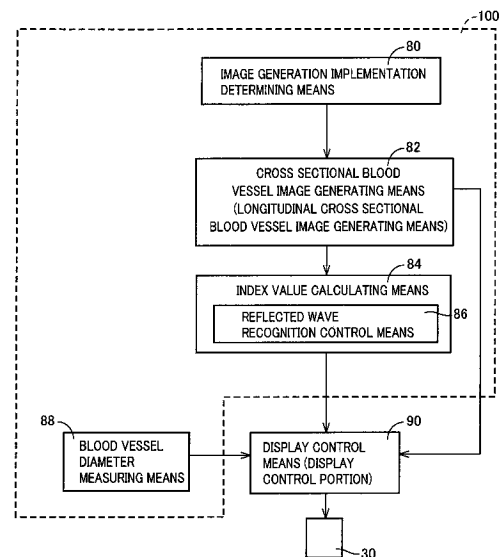 100
80
IMAGE GENERATION IMPLEMENTATION
DETERMINING MEANS
82
CROSS SECTIONAL BLOOD
VESSEL IMAGE GENERATING MEANS
(LONGITUDINAL CROSS SECTIONAL
BLOOD VESSEL IMAGE GENERATING MEANS)
84
INDEX VALUE CALCULATING MEANS
REFLECTED WAVE
RECOGNITION CONTROL MEANS
86
88
BLOOD VESSEL
DIAMETER
MEASURING MEANS
90
DISPLAY CONTROL
MEANS (DISPLAY
CONTROL PORTION)
30